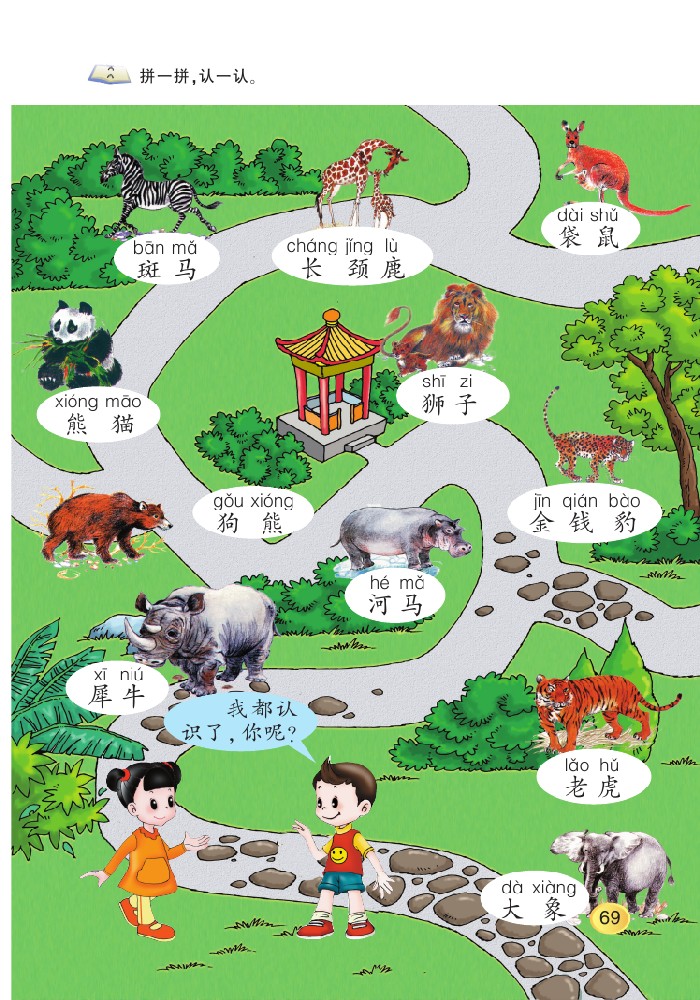 拼一拼，认一认。
bān mǎ
斑 马
cháng jǐng lù
长 颈 鹿
dài shǔ
袋 鼠
xióng māo
熊 猫
shī zi
狮 子
gǒu xióng
狗 熊
jīn qián bào
金 钱 豹
hé mǎ
河 马
xī niú
犀 牛
我都认
识了，你呢？
lǎo hǔ
老 虎
dà xiàng
大 象
69